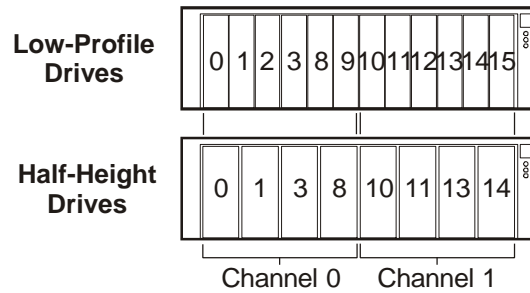 Low-Profile
Drives
0 1 2 3 8 9 10 11 12 13 14 15
Half-Height
Drives
0 1 3 8 10 11 13 14
Channel 0 Channel 1